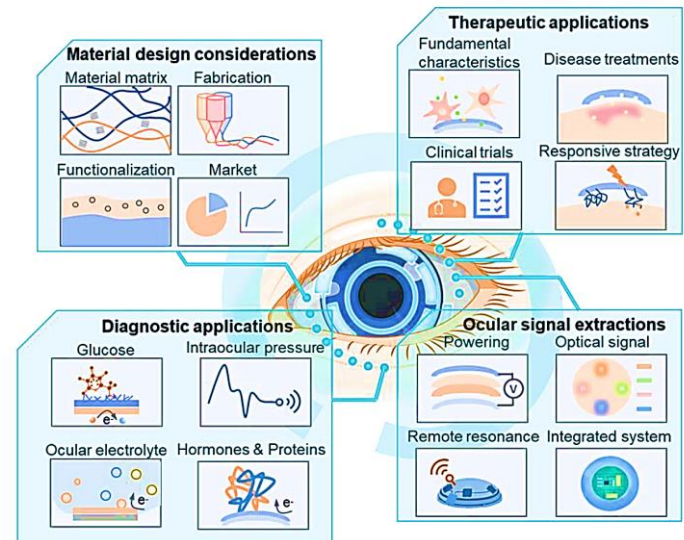 Material design considerations
Material matrix
Fabrication
Functionalization
Market
Therapeutic applications
Fundamental
characteristics
Disease treatments
Clinical trials
Responsive strategy
Diagnostic applications
Glucose
Intraocular pressure
e-
Ocular electrolyte
Hormones & Proteins
e-
e-
Ocular signal extractions
Powering
Optical signal
V
Remote resonance
Integrated system